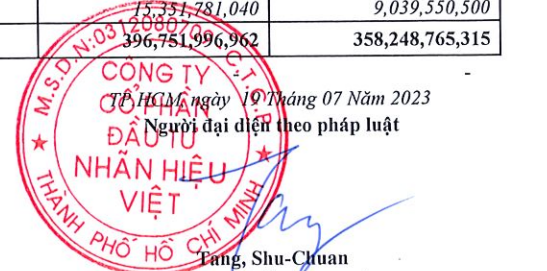 15,351,781,040 9,039,550,500
396,751,996,962 358,248,765,315
- -
TP.HCM, ngày 19 Tháng 07 Năm 2023
Người đại diện theo pháp luật
M.S.D.N:0312080700 C.T.C.P
CÔNG TY
CỔ PHẦN
ĐẦU TƯ
NHÃN HIỆU
VIỆT
THÀNH PHỐ HỒ CHÍ MINH
Tang, Shu-Chuan